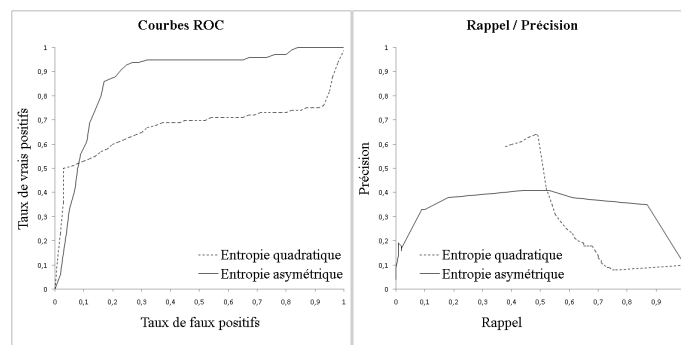 Courbes ROC
Taux de vrais positifs
1
0,9
0,8
0,7
0,6
0,5
0,4
0,3
0,2
0,1
0
Entropie quadratique
Entropie asymétrique
0 0,1 0,2 0,3 0,4 0,5 0,6 0,7 0,8 0,9 1
Taux de faux positifs
Rappel / Précision
Précision
1
0,9
0,8
0,7
0,6
0,5
0,4
0,3
0,2
0,1
0
Entropie quadratique
Entropie asymétrique
0 0,1 0,2 0,3 0,4 0,5 0,6 0,7 0,8 0,9
Rappel